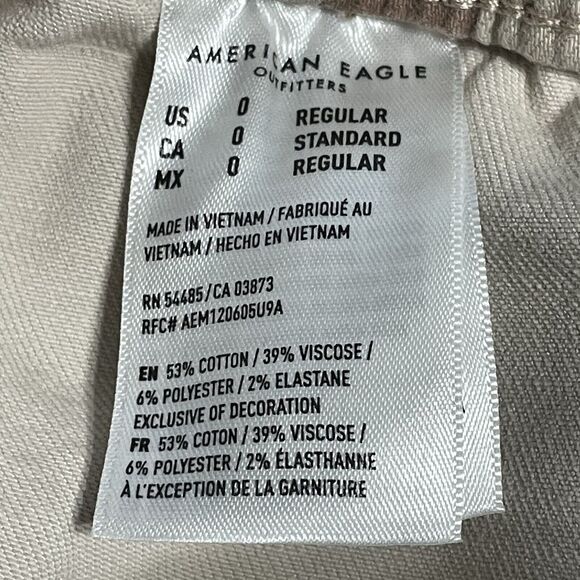 AMERICAN EAGLE
OUTFITTERS
US 0 REGULAR
CA 0 STANDARD
MX 0 REGULAR
MADE IN VIETNAM / FABRIQUÉ AU
VIETNAM / HECHO EN VIETNAM
RN 54485/CA 03873
RFC# AEM120605U9A
EN 53% COTTON / 39% VISCOSE /
6% POLYESTER / 2% ELASTANE
EXCLUSIVE OF DECORATION
FR 53% COTON / 39% VISCOSE /
6% POLYESTER / 2% ÉLASTHANNE
À L'EXCEPTION DE LA GARNITURE